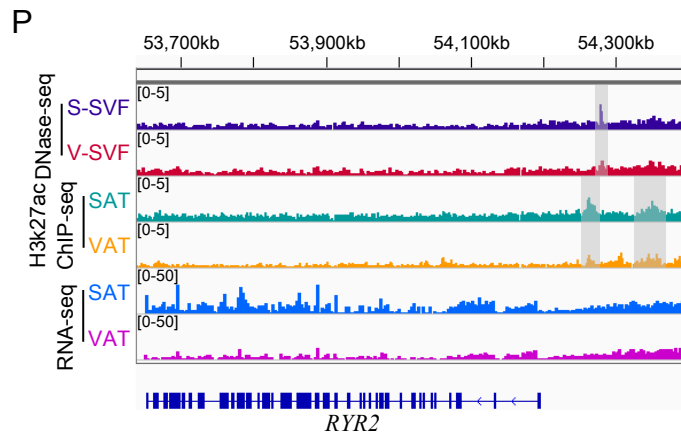 P
53,700kb 53,900kb 54,100kb 54,300kb
DNase-seq
S-SVF [0-5]
V-SVF [0-5]
H3k27ac
ChIP-seq
SAT [0-5]
VAT [0-5]
RNA-seq
SAT [0-50]
VAT [0-50]
RYR2